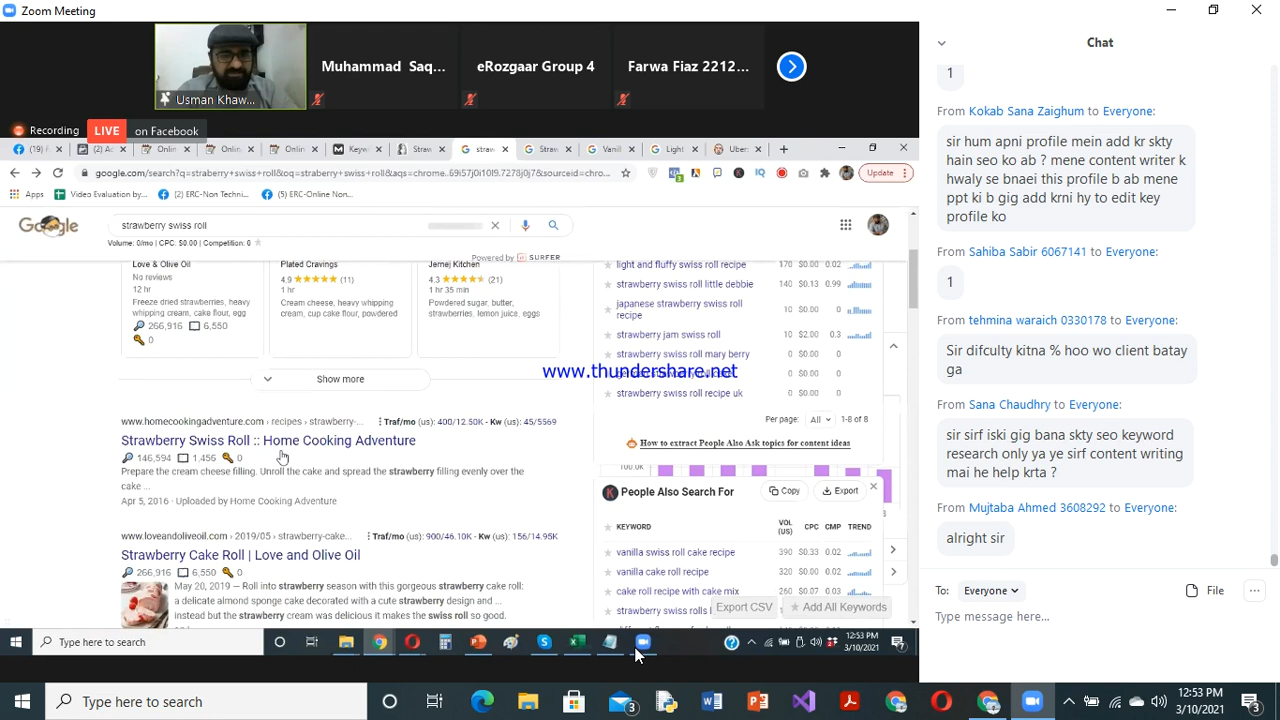 Zoom Meeting
Usman Khaw...
Muhammad Saq...
eRozgaar Group 4
Farwa Fiaz 2212...
Recording
LIVE on Facebook
(19)
(2) Ac
Onlin
Onlin
Onlin
Keyw
Straw
straw
Straw
Vanill
Light
Uber:
google.com/search?q=straberry+swiss+roll&oq=straberry+swiss+roll&aqs=chrome..69i57j0i10l9.7278j0j7&sourceid=chro...
Update
Apps
Video Evaluation by...
(2) ERC-Non Techni...
(5) ERC-Online Non...
Google
strawberry swiss roll
Volume: 0/mo | CPC: $0.00 | Competition: 0
Powered by SURFER
Love & Olive Oil
No reviews
12 hr
Freeze dried strawberries, heavy
whipping cream, cake flour, egg
266,916 6,550
0
Plated Cravings
4.9 (11)
1 hr
Cream cheese, heavy whipping
cream, cup cake flour, powdered
Jernej Kitchen
4.3 (21)
1 hr 35 min
Powdered sugar, butter,
strawberries, lemon juice, eggs
Show more
www.thundershare.net
www.homecookingadventure.com › recipes › strawberry-... Traf/mo (us): 400/12.50K - Kw (us): 45/5569
Strawberry Swiss Roll :: Home Cooking Adventure
146,594 1,456 0
Prepare the cream cheese filling. Unroll the cake and spread the strawberry filling evenly over the
cake ...
Apr 5, 2016 - Uploaded by Home Cooking Adventure
www.loveandoliveoil.com › 2019/05 › strawberry-cake... Traf/mo (us): 900/46.10K - Kw (us): 156/14.95K
Strawberry Cake Roll | Love and Olive Oil
266,916 6,550 0
May 20, 2019 — Roll into strawberry season with this gorgeous strawberry cake roll:
a delicate almond sponge cake decorated with a cute strawberry design and ...
instead but the strawberry cream was delicious it makes the swiss roll so good.
light and fluffy swiss roll recipe 170 $0.00 0.02
strawberry swiss roll little debbie 140 $0.13 0.99
japanese strawberry swiss roll
recipe 10 $0.00 0
strawberry jam swiss roll 10 $2.00 0.3
strawberry swiss roll mary berry 0 $0.00 0
0 $0.00 0
strawberry swiss roll recipe uk 0 $0.00 0
Per page: All 1-8 of 8
How to extract People Also Ask topics for content ideas
100.0K
People Also Search For
Copy
Export
KEYWORD VOL (US) CPC CMP TREND
vanilla swiss roll cake recipe 390 $0.33 0.02
vanilla cake roll recipe 320 $0.00 0.02
cake roll recipe with cake mix 260 $0.07 0.03
strawberry swiss rolls
Export CSV
Add All Keywords
Type here to search
12:53 PM
3/10/2021
7
Chat
1
From Kokab Sana Zaighum to Everyone:
sir hum apni profile mein add kr skty
hain seo ko ab ? mene content writer k
hwaly se bnaei this profile b ab mene
ppt ki b gig add krni hy to edit key
profile ko
From Sahiba Sabir 6067141 to Everyone:
1
From tehmina waraich 0330178 to Everyone:
Sir difculty kitna % hoo wo client batay
ga
From Sana Chaudhry to Everyone:
sir sirf iski gig bana skty seo keyword
research only ya ye sirf content writing
mai he help krta ?
From Mujtaba Ahmed 3608292 to Everyone:
alright sir
To: Everyone
File
Type message here...
Type here to search
3
12:53 PM
3/10/2021
3